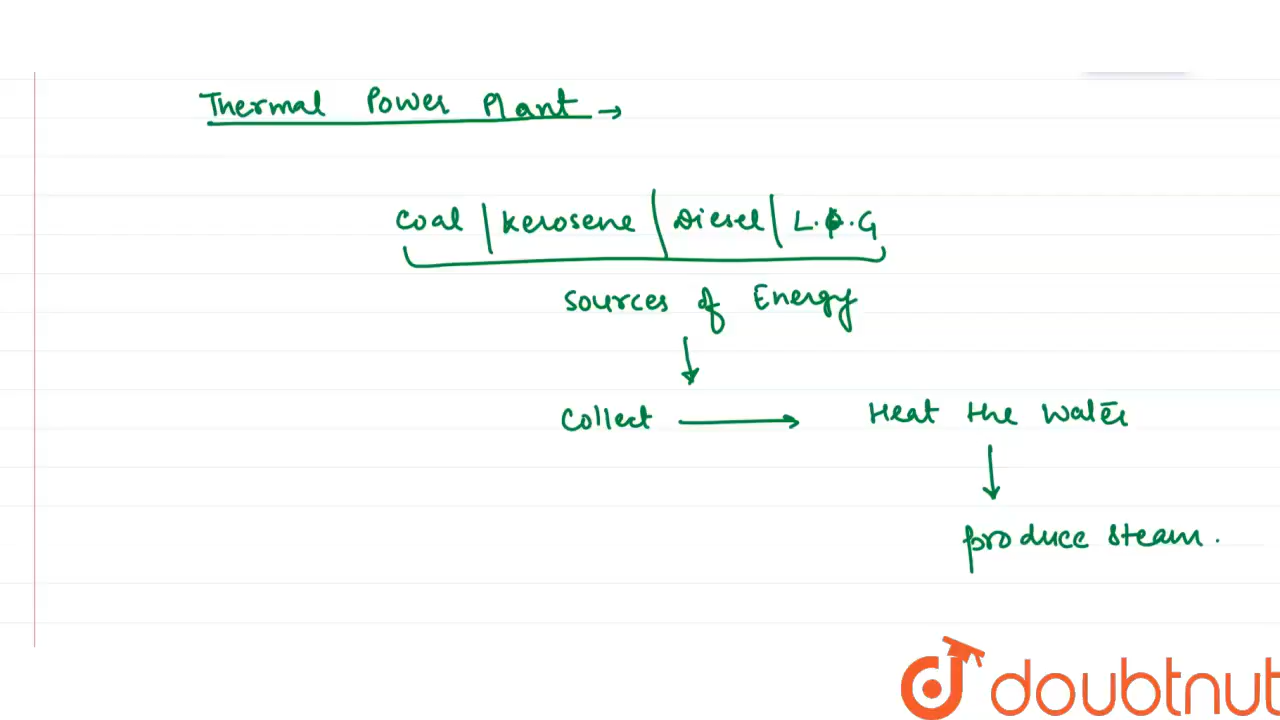 Thermal Power Plant →
Coal / Kerosene / Diesel / L.P.G
Sources of Energy
↓
Collect → Heat the Water
↓
produce steam.
doubtnut